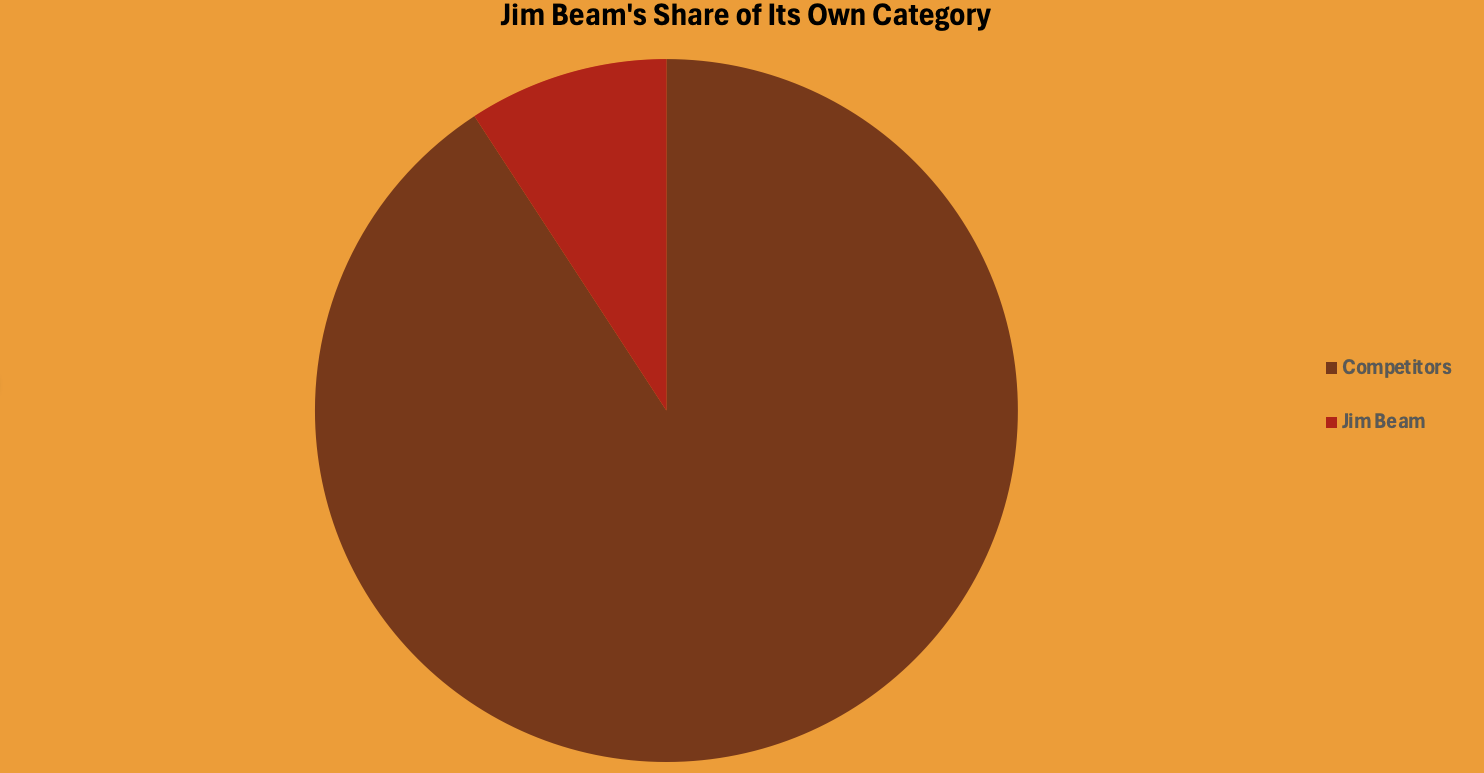 Jim Beam's Share of Its Own Category
Competitors
Jim Beam